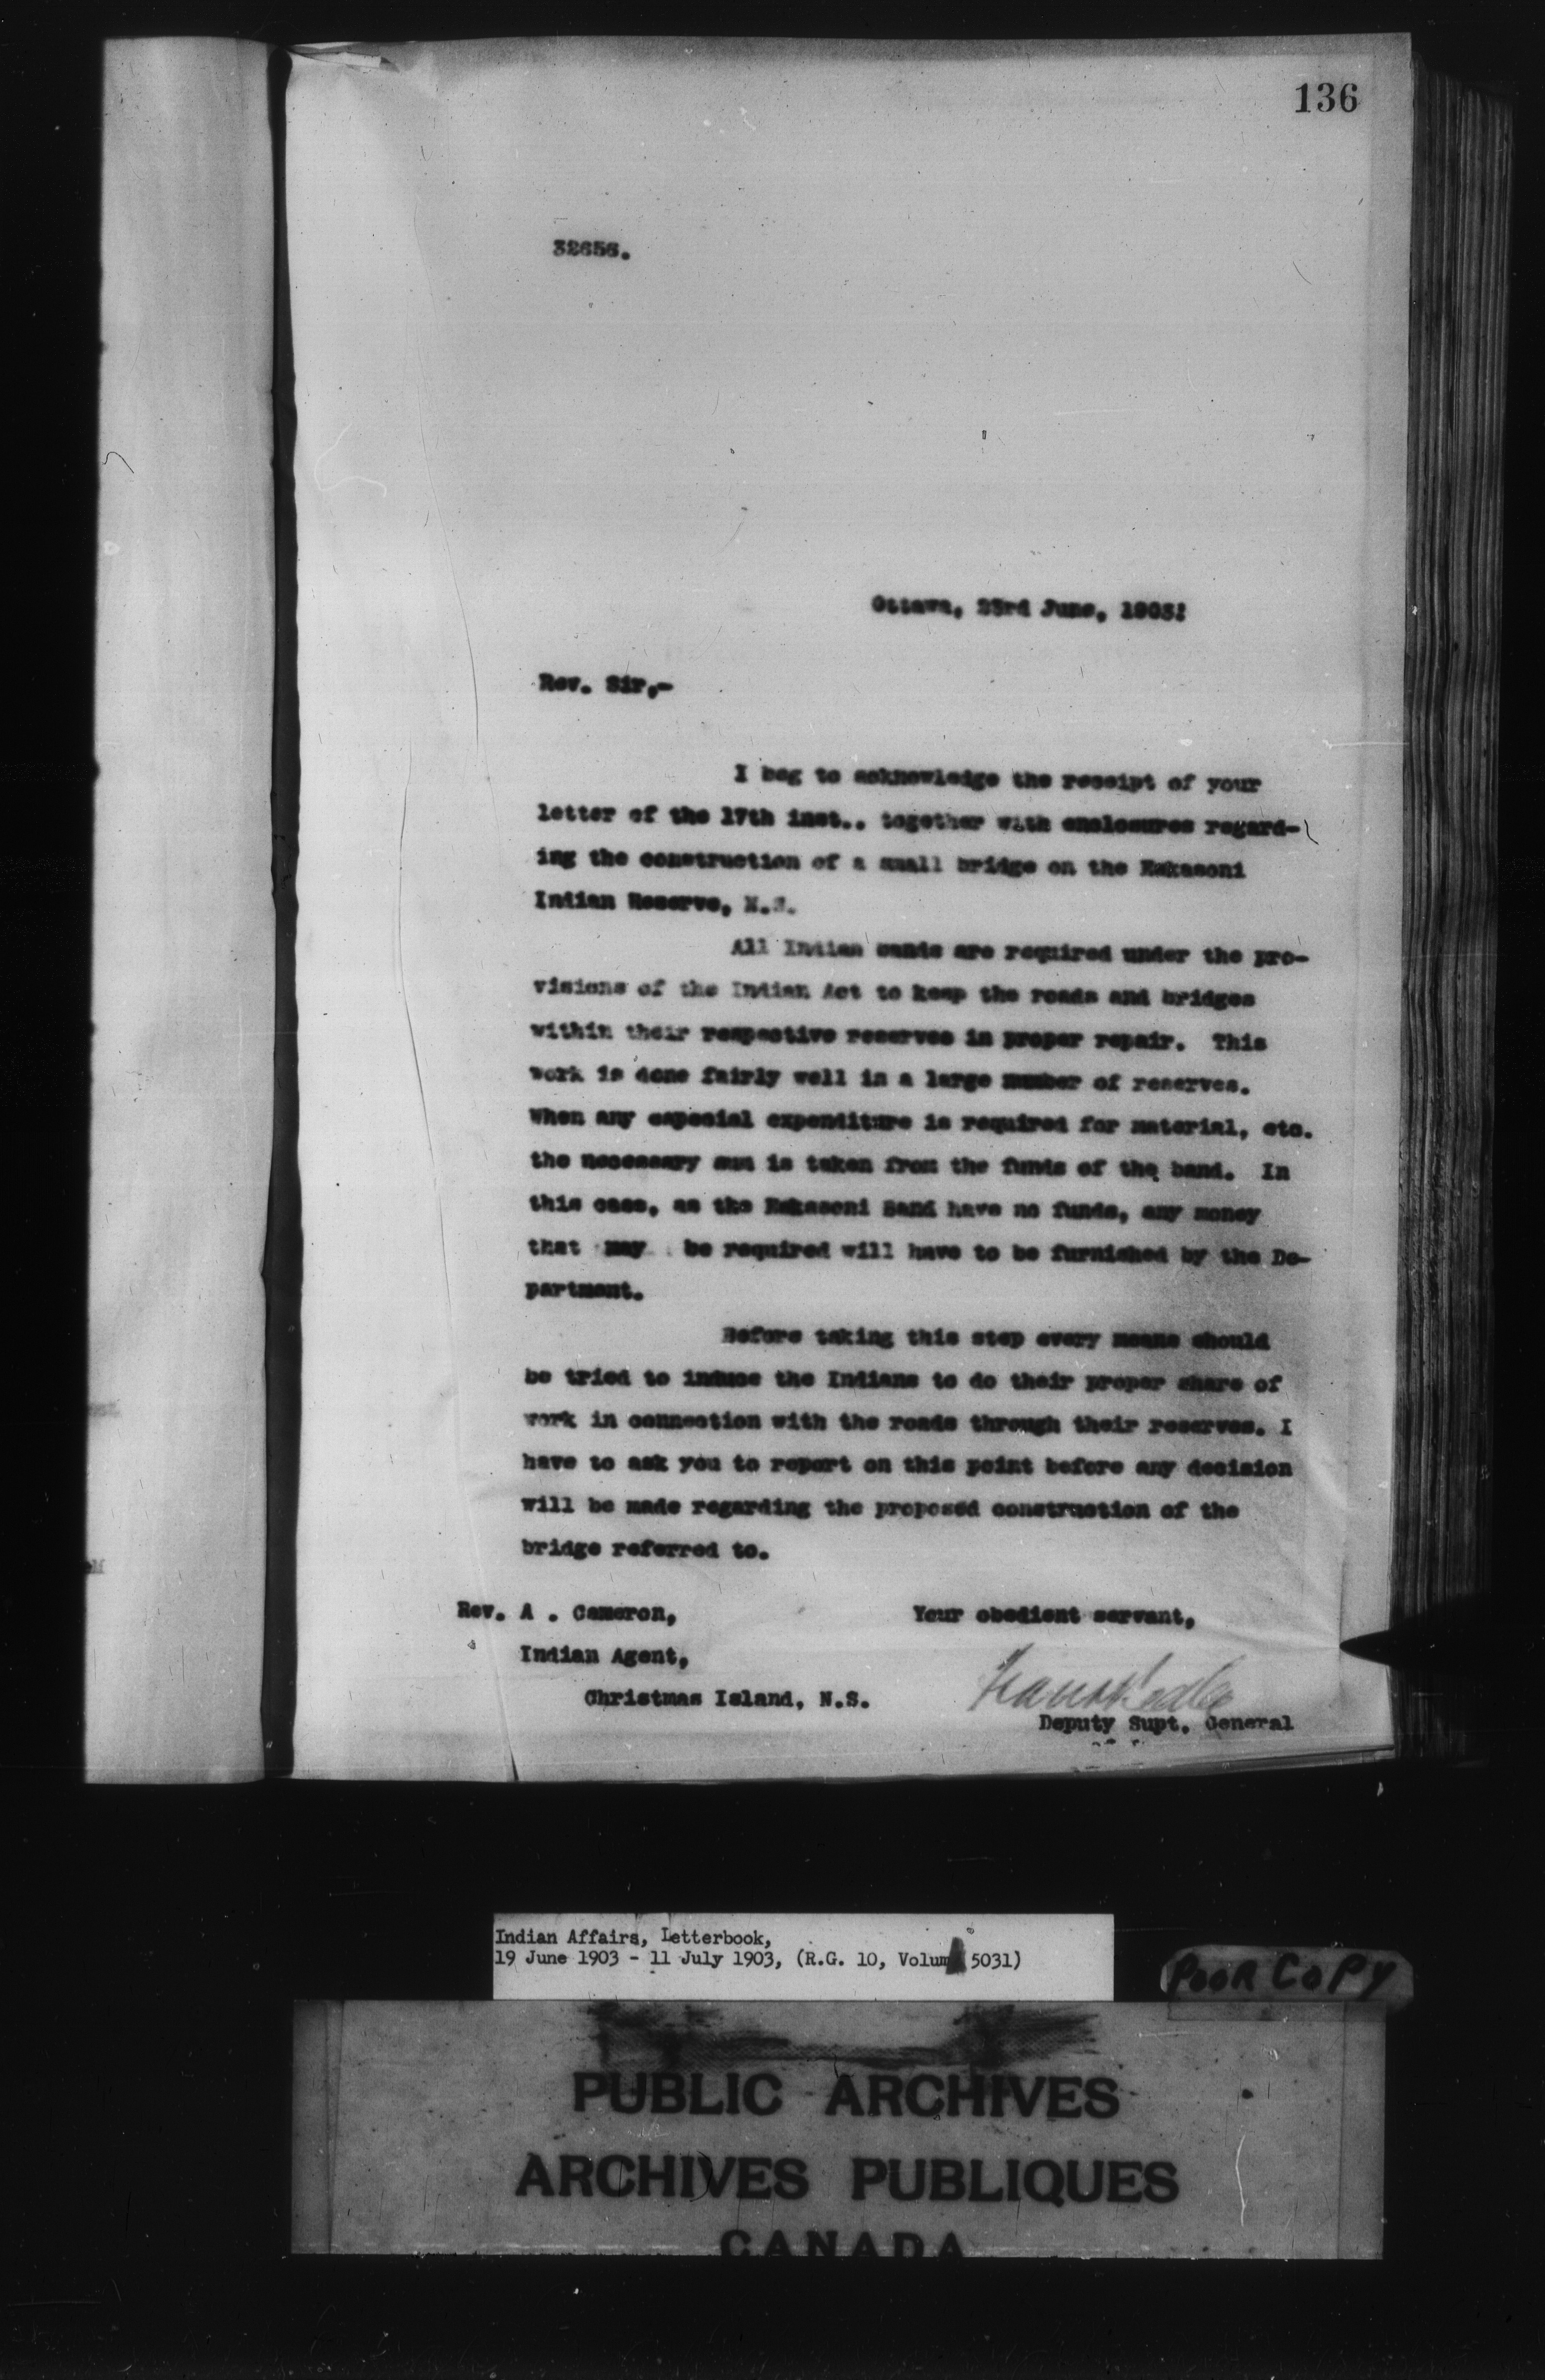 136
32656.
Ottawa, 23rd June, 1903.
Rev. Sir,-
I beg to acknowledge the receipt of your
letter of the 17th inst., together with enclosures regard-
ing the construction of a small bridge on the Eskasoni
Indian Reserve, N.S.
All Indian bands are required under the pro-
visions of the Indian Act to keep the roads and bridges
within their respective reserves in proper repair. This
work is done fairly well in a large number of reserves.
When any especial expenditure is required for material, etc.
the necessary sum is taken from the funds of the band. In
this case, as the Eskasoni Band have no funds, any money
that may be required will have to be furnished by the De-
partment.
Before taking this step every means should
be tried to induce the Indians to do their proper share of
work in connection with the roads through their reserves. I
have to ask you to report on this point before any decision
will be made regarding the proposed construction of the
bridge referred to.
Rev. A. Cameron,
Your obedient servant,
Indian Agent,
Christmas Island, N.S.
Deputy Supt. General
Indian Affairs, Letterbook,
19 June 1903 - 11 July 1903, (R.G. 10, Volume 5031)
POOR COPY
PUBLIC ARCHIVES
ARCHIVES PUBLIQUES
CANADA